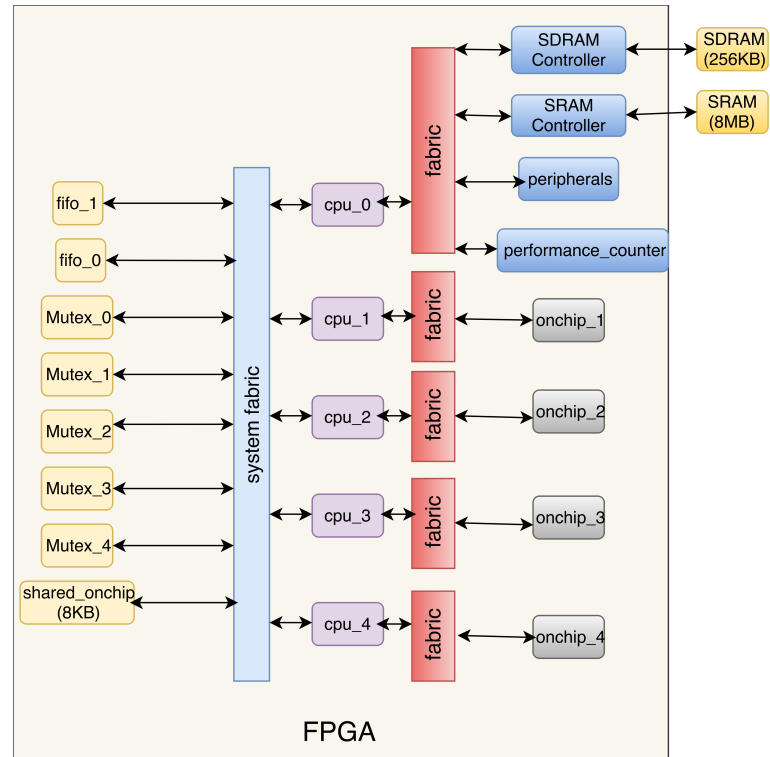 SDRAM
Controller
SDRAM
(256KB)
SRAM
Controller
SRAM
(8MB)
fabric
peripherals
performance_counter
fifo_1
cpu_0
fifo_0
Mutex_0
cpu_1
fabric
onchip_1
Mutex_1
system fabric
Mutex_2
cpu_2
fabric
onchip_2
Mutex_3
cpu_3
fabric
onchip_3
Mutex_4
shared_onchip
(8KB)
cpu_4
fabric
onchip_4
FPGA